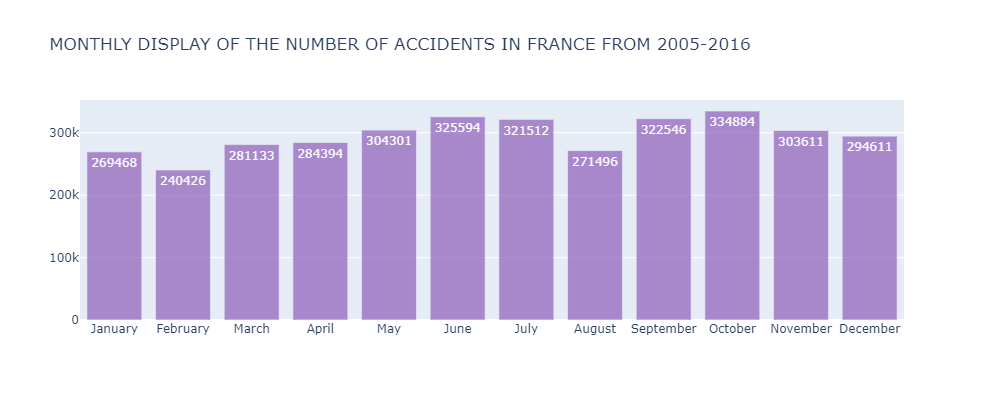 MONTHLY DISPLAY OF THE NUMBER OF ACCIDENTS IN FRANCE FROM 2005-2016
300k
200k
100k
0
269468
240426
281133
284394
304301
325594
321512
271496
322546
334884
303611
294611
January
February
March
April
May
June
July
August
September
October
November
December